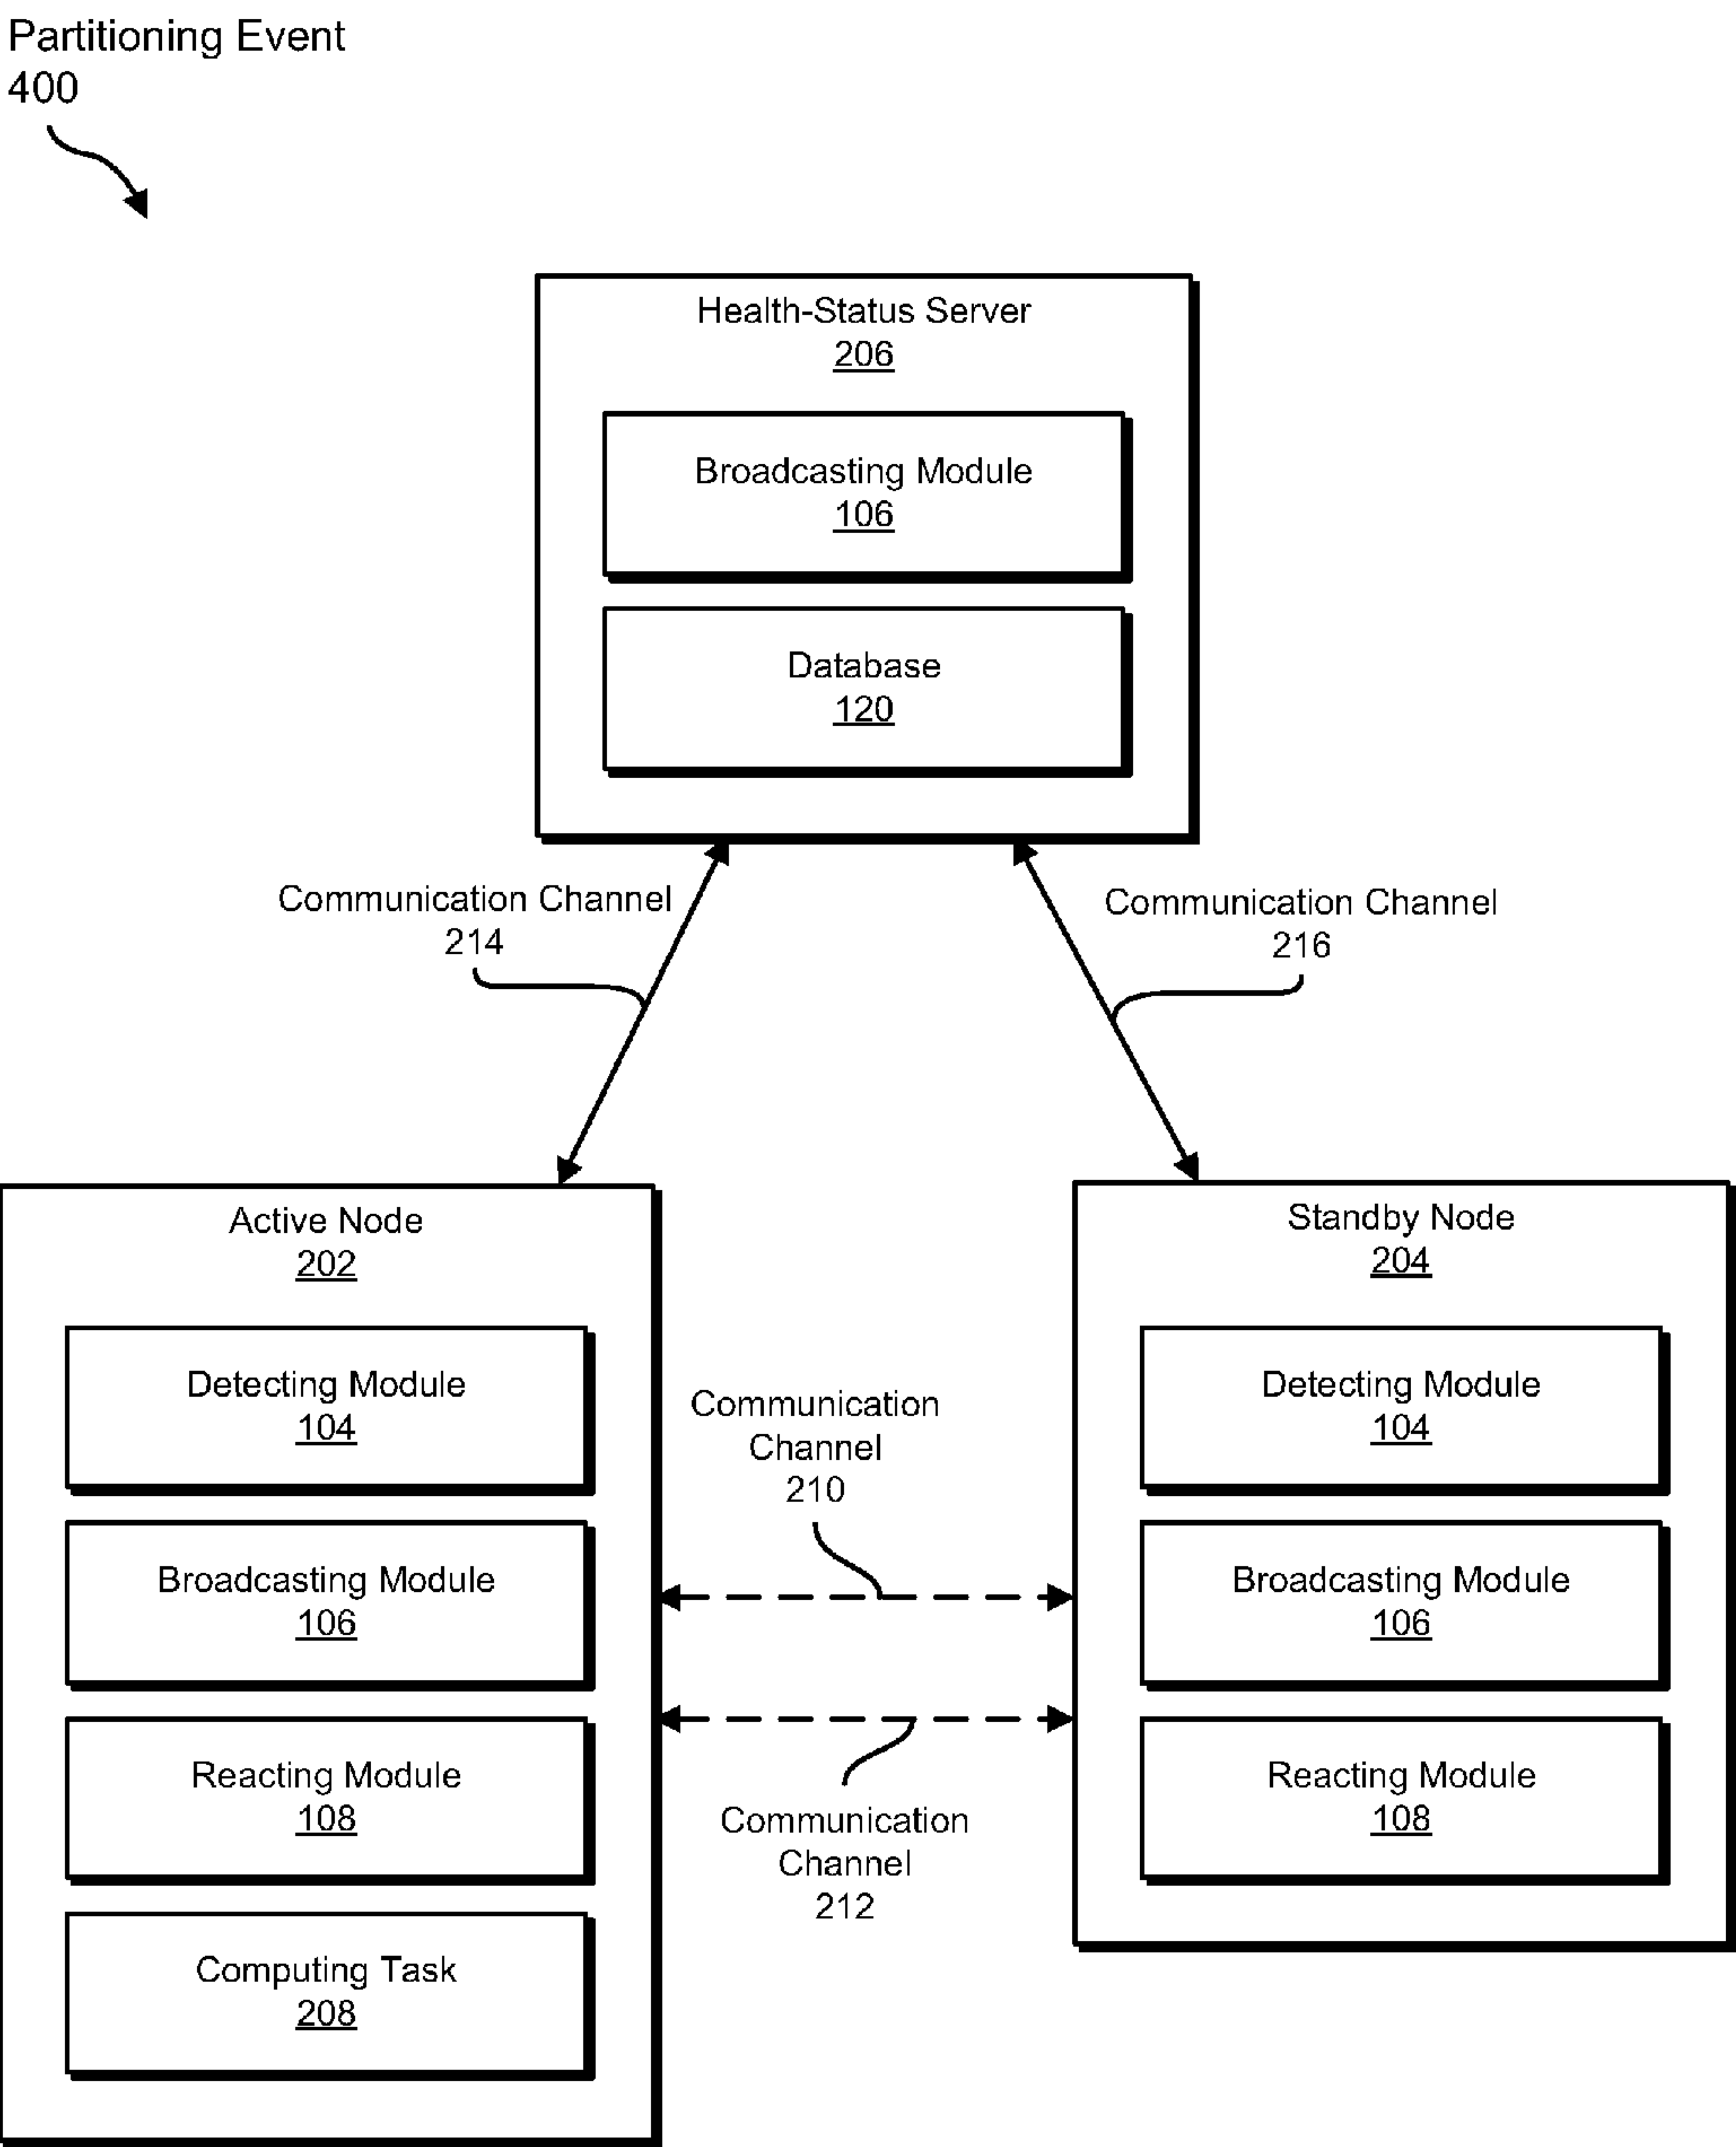 Partitioning Event
400
Health-Status Server
206
Broadcasting Module
106
Database
120
Communication Channel
214
Communication Channel
216
Active Node
202
Detecting Module
104
Broadcasting Module
106
Reacting Module
108
Computing Task
208
Communication
Channel
210
Communication
Channel
212
Standby Node
204
Detecting Module
104
Broadcasting Module
106
Reacting Module
108